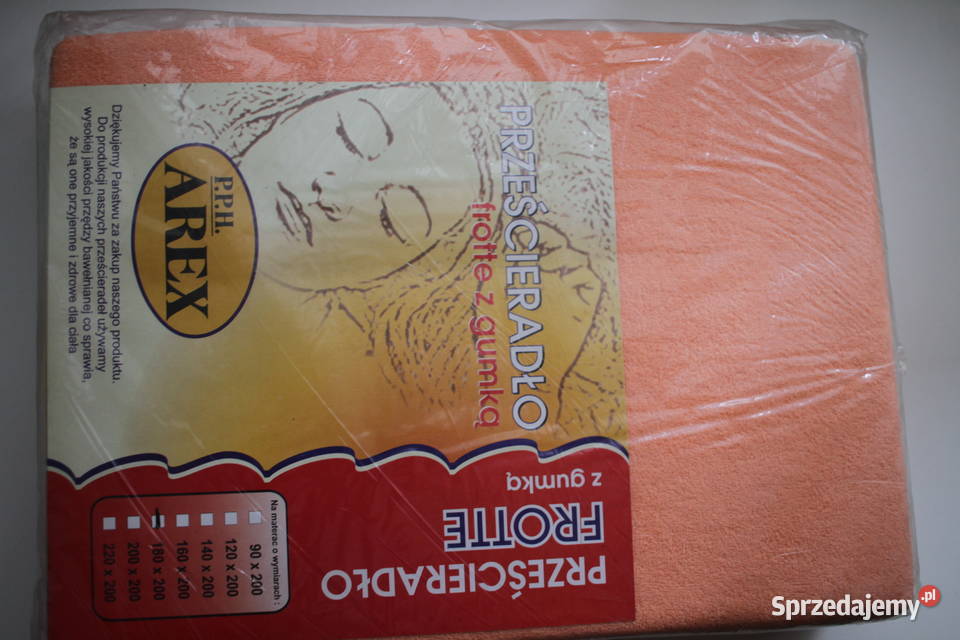 PRZEŚCIERADŁO
frotte z gumką
P.P.H.
AREX
Dziękujemy Państwu za zakup naszego produktu.
Do produkcji naszych prześcieradeł używamy
wysokiej jakości przędzy bawełnianej co sprawia,
że są one przyjemne i zdrowe dla ciała
PRZEŚCIERADŁO
FROTTE
z gumką
Na materac o wymiarach :
90 x 200
120 x 200
140 x 200
160 x 200
180 x 200
200 x 200
220 x 200
Sprzedajemy.pl